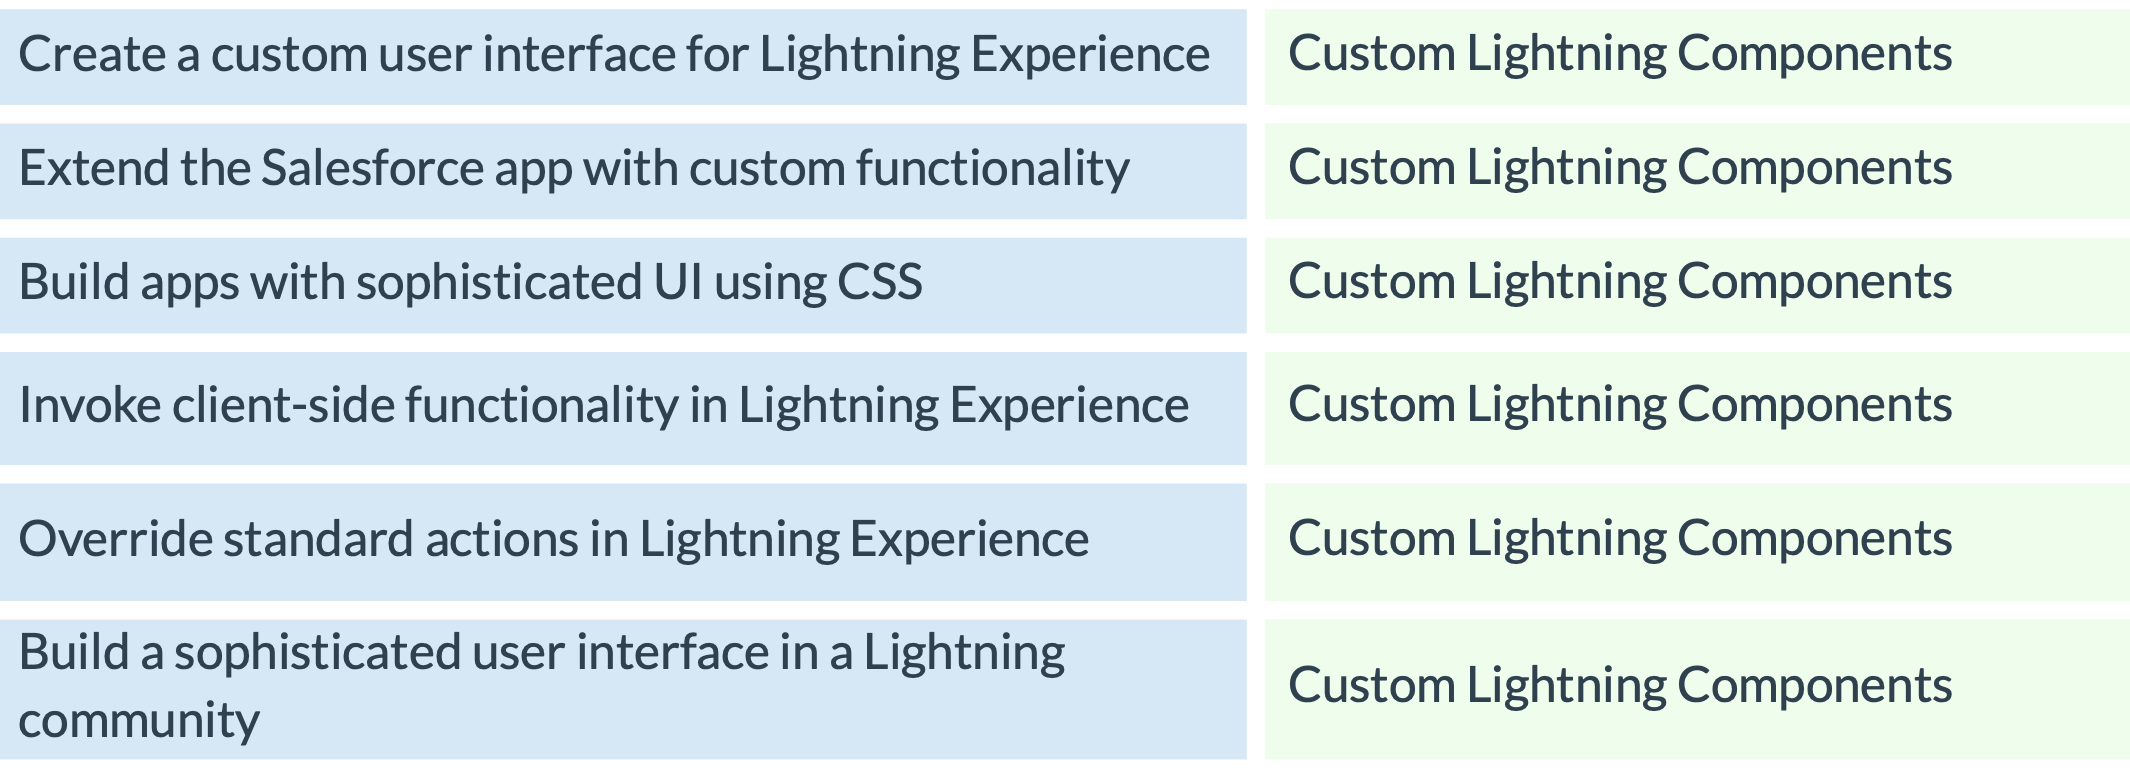 Create a custom user interface for Lightning Experience
Custom Lightning Components
Extend the Salesforce app with custom functionality
Custom Lightning Components
Build apps with sophisticated UI using CSS
Custom Lightning Components
Invoke client-side functionality in Lightning Experience
Custom Lightning Components
Override standard actions in Lightning Experience
Custom Lightning Components
Build a sophisticated user interface in a Lightning
community
Custom Lightning Components